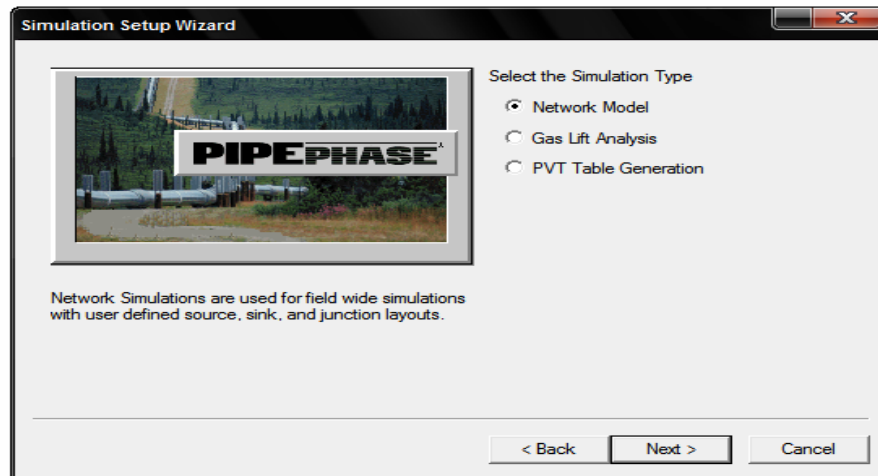 Simulation Setup Wizard
Select the Simulation Type
Network Model
Gas Lift Analysis
PVT Table Generation
PIPEPHASE
Network Simulations are used for field wide simulations
with user defined source, sink, and junction layouts.
< Back
Next >
Cancel